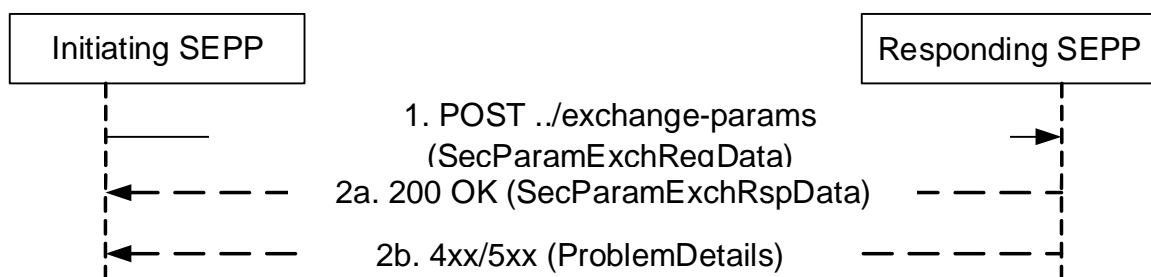 Initiating SEPP
Responding SEPP
1. POST ../exchange-params
(SecParamExchReqData)
2a. 200 OK (SecParamExchRspData)
2b. 4xx/5xx (ProblemDetails)